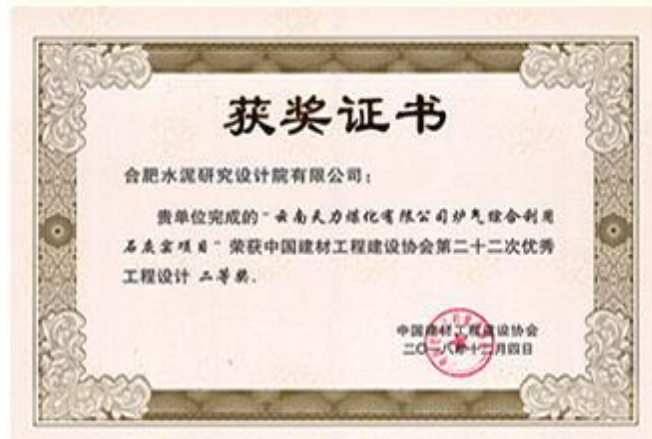 获奖证书
合肥水泥研究设计院有限公司：
贵单位完成的“云南天力煤化有限公司炉气综合利用
石灰窑项目”荣获中国建材工程建设协会第二十二次优秀
工程设计 二等奖.
中国建材工程建设协会
二〇一八年十二月四日